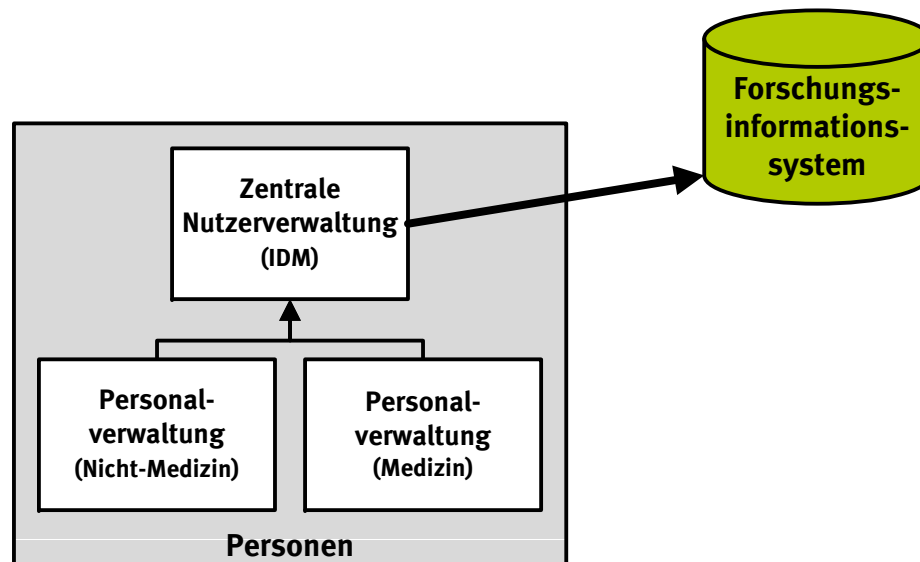 Forschungs-
informations-
system
Zentrale
Nutzerverwaltung
(IDM)
Personal-
verwaltung
(Nicht-Medizin)
Personal-
verwaltung
(Medizin)
Personen